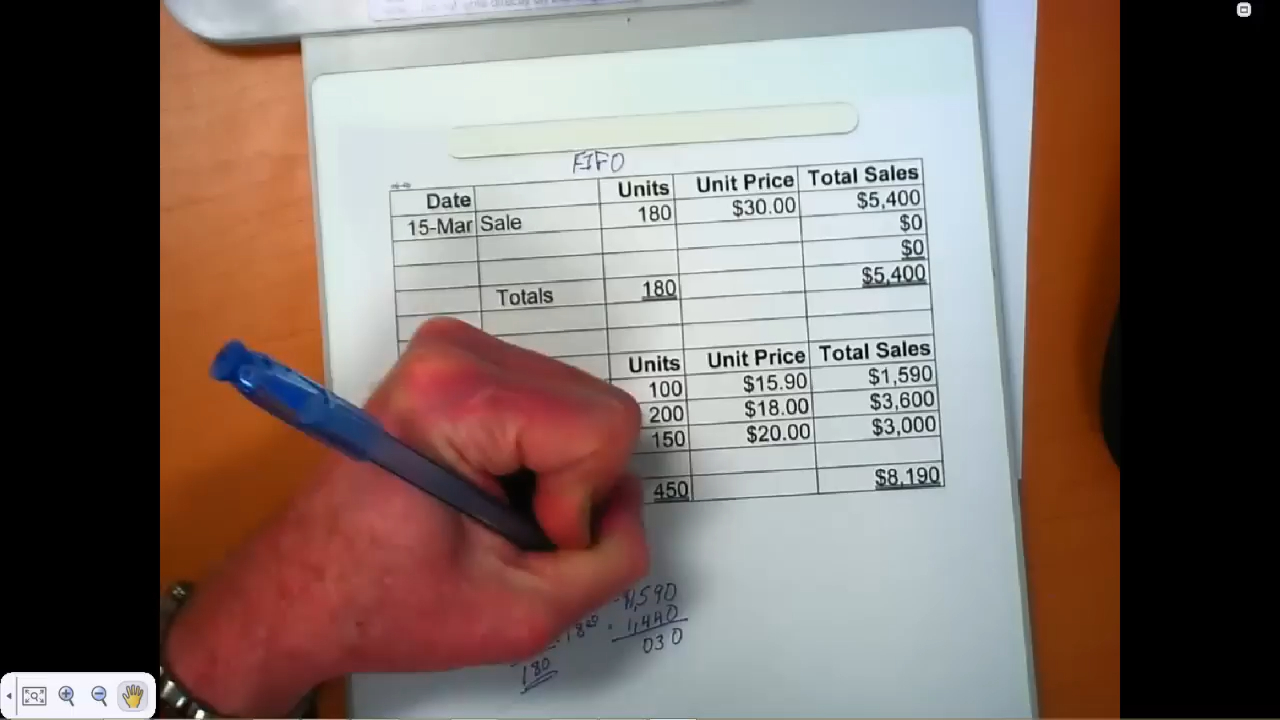 FIFO
Date Units Unit Price Total Sales
15-Mar Sale 180 $30.00 $5,400
$0
$0
Totals 180 $5,400
Units Unit Price Total Sales
100 $15.90 $1,590
200 $18.00 $3,600
150 $20.00 $3,000
450 $8,190
1,590
1,440
030
180